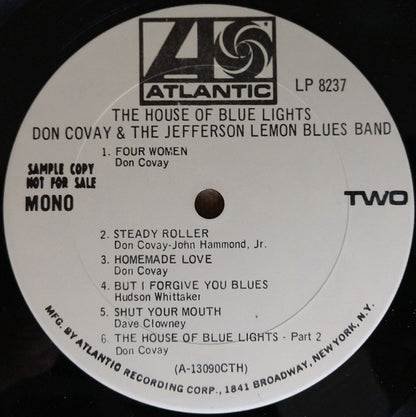 ATLANTIC
LP 8237
THE HOUSE OF BLUE LIGHTS
DON COVAY & THE JEFFERSON LEMON BLUES BAND
1. FOUR WOMEN
Don Covay
SAMPLE COPY
NOT FOR SALE
MONO
TWO
2. STEADY ROLLER
Don Covay-John Hammond, Jr.
3. HOMEMADE LOVE
Don Covay
4. BUT I FORGIVE YOU BLUES
Hudson Whittaker
5. SHUT YOUR MOUTH
Dave Clowney
6. THE HOUSE OF BLUE LIGHTS - Part 2
Don Covay
(A-13090CTH)
MFG. BY ATLANTIC RECORDING CORP., 1841 BROADWAY, NEW YORK, N.Y.